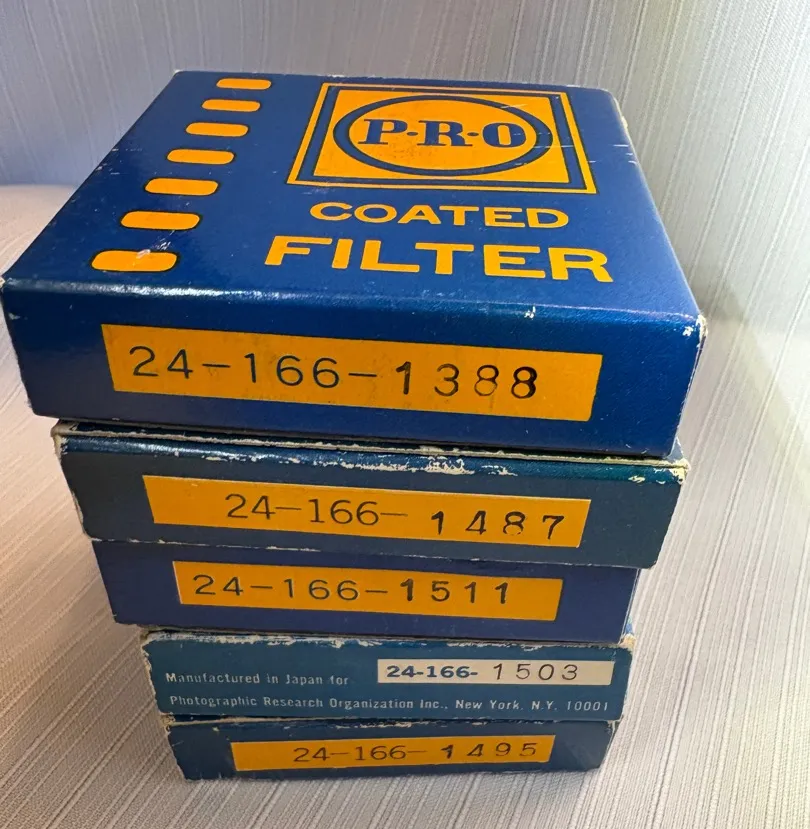 P·R·O
COATED
FILTER
24-166-1388
24-166-1487
24-166-1511
Manufactured in Japan for 24-166-1503
Photographic Research Organization Inc., New York, N.Y. 10001
24-166-1495